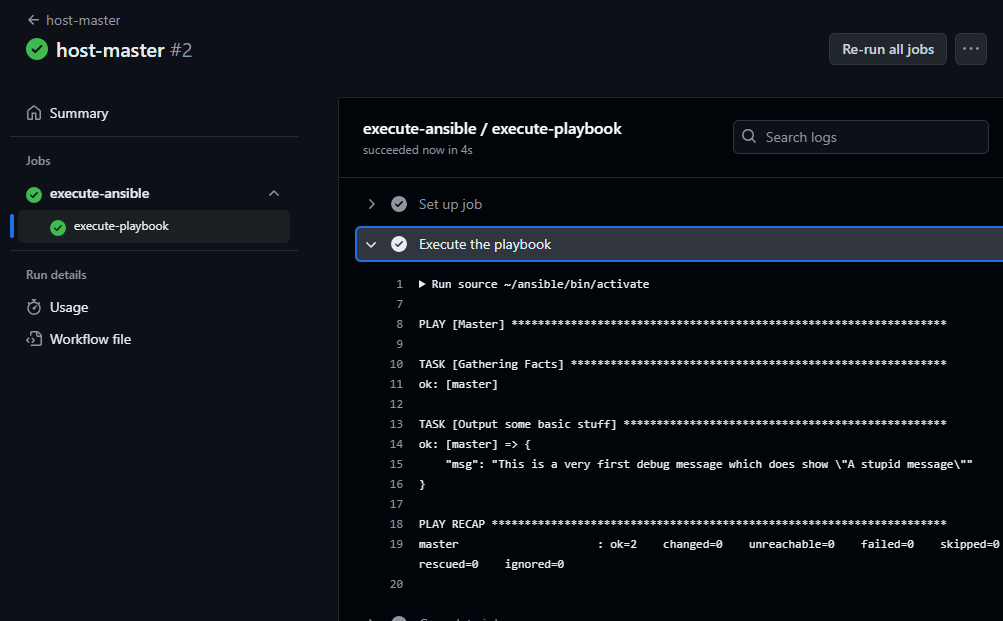 host-master
host-master #2
Re-run all jobs
Summary
Jobs
execute-ansible
execute-playbook
Run details
Usage
Workflow file
execute-ansible / execute-playbook
succeeded now in 4s
Search logs
Set up job
Execute the playbook
1 Run source ~/ansible/bin/activate
7
8 PLAY [Master] ******************************************************************
9
10 TASK [Gathering Facts] *********************************************************
11 ok: [master]
12
13 TASK [Output some basic stuff] *************************************************
14 ok: [master] => {
15 "msg": "This is a very first debug message which does show \"A stupid message\""
16 }
17
18 PLAY RECAP *********************************************************************
19 master : ok=2 changed=0 unreachable=0 failed=0 skipped=0
rescued=0 ignored=0
20